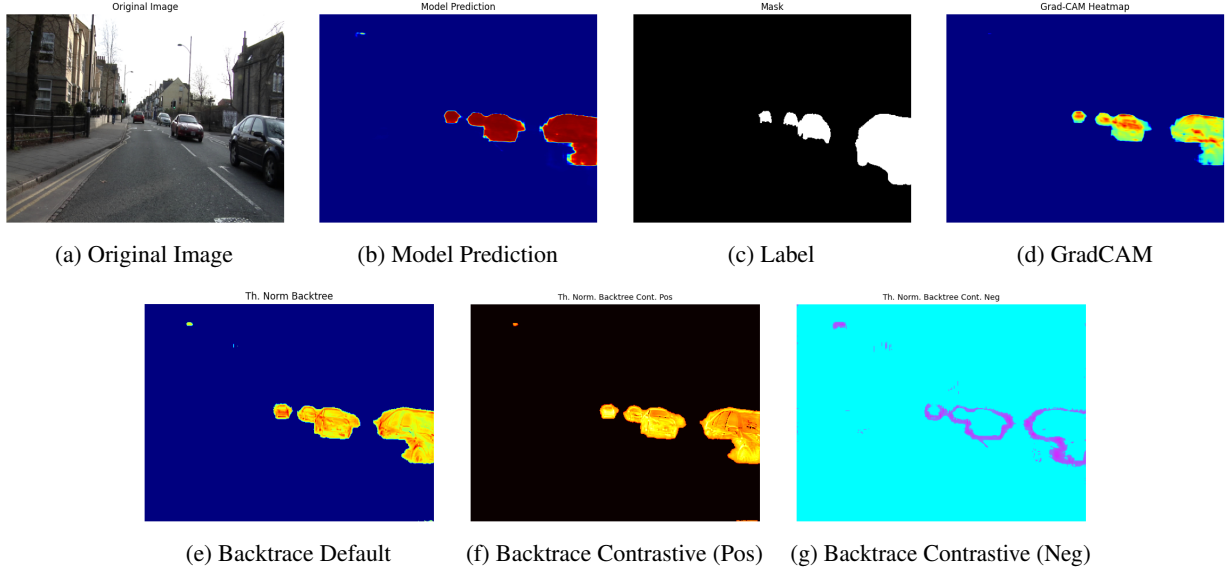 Original Image
Model Prediction
Mask
Grad-CAM Heatmap
(a) Original Image
(b) Model Prediction
(c) Label
(d) GradCAM
Th. Norm Backtree
Th. Norm. Backtree Cont. Pos
Th. Norm. Backtree Cont. Neg
(e) Backtrace Default
(f) Backtrace Contrastive (Pos)
(g) Backtrace Contrastive (Neg)